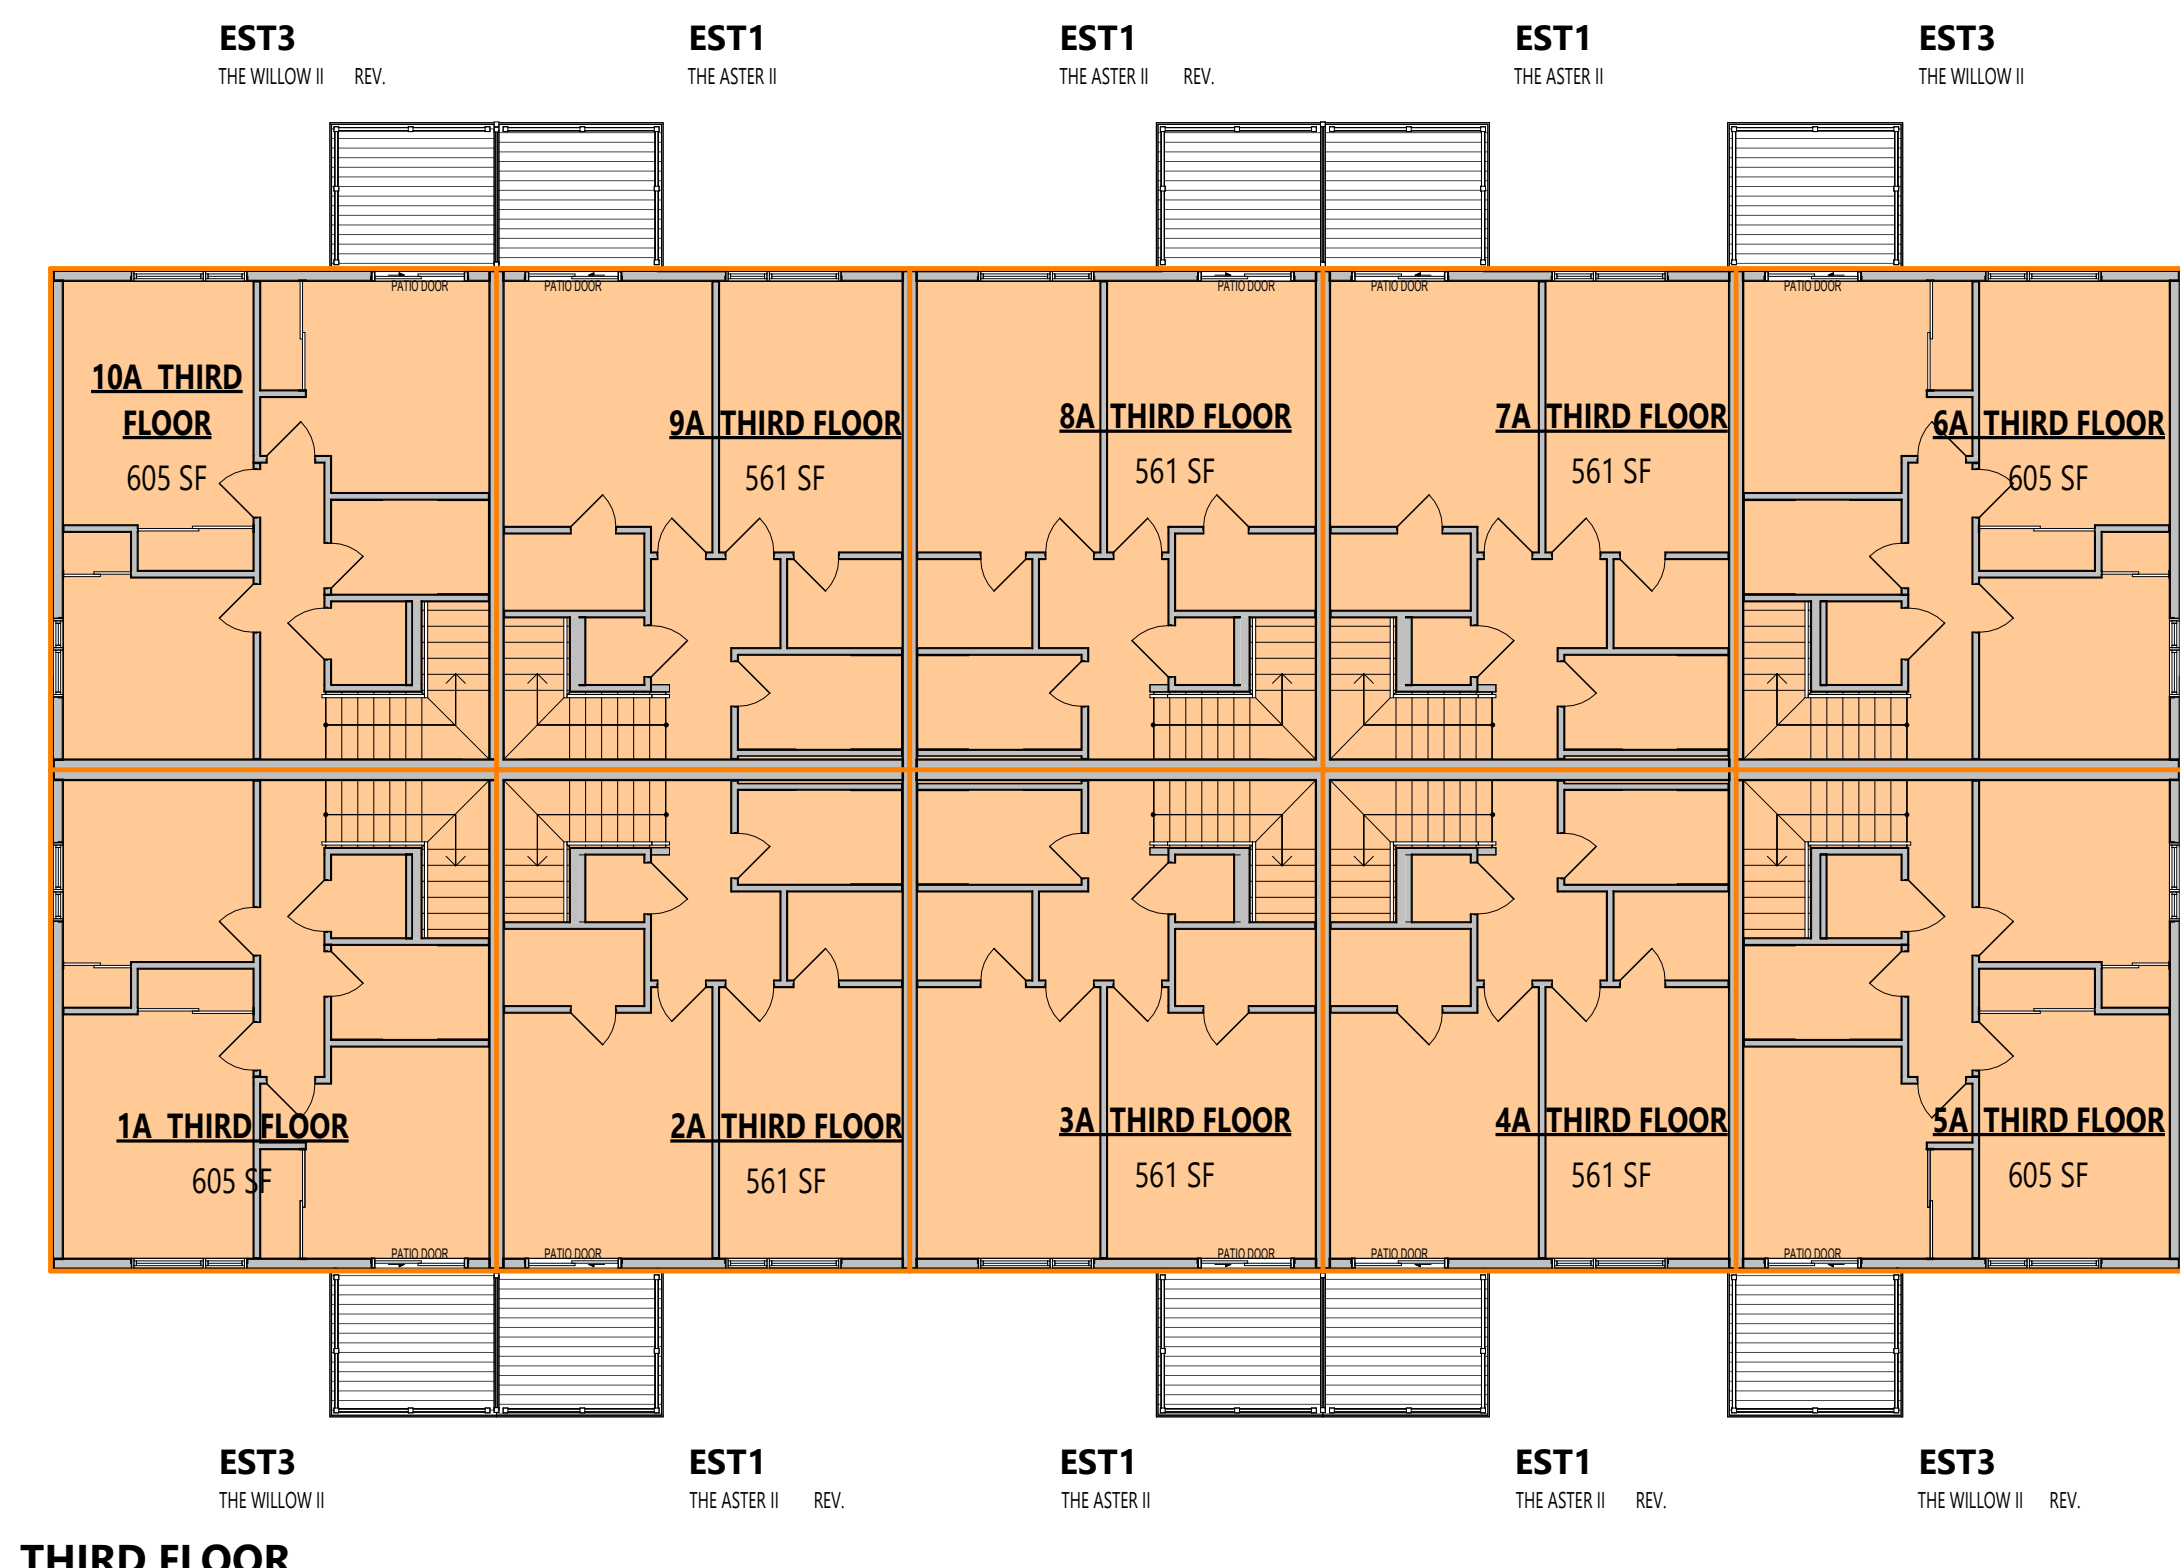 EST3 EST1 EST1 EST1 EST3
THE WILLOW II REV. THE ASTER II THE ASTER II REV. THE ASTER II THE WILLOW II
PATIO DOOR PATIO DOOR PATIO DOOR PATIO DOOR PATIO DOOR
10A THIRD
FLOOR
605 SF
9A THIRD FLOOR
561 SF
8A THIRD FLOOR
561 SF
7A THIRD FLOOR
561 SF
6A THIRD FLOOR
605 SF
1A THIRD FLOOR
605 SF
2A THIRD FLOOR
561 SF
3A THIRD FLOOR
561 SF
4A THIRD FLOOR
561 SF
5A THIRD FLOOR
605 SF
PATIO DOOR PATIO DOOR PATIO DOOR PATIO DOOR PATIO DOOR
EST3 EST1 EST1 EST1 EST3
THE WILLOW II THE ASTER II REV. THE ASTER II THE ASTER II REV. THE WILLOW II REV.
THIRD FLOOR